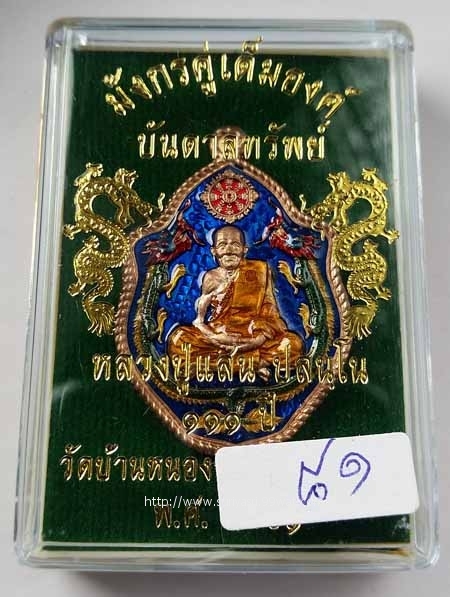 มังกรคู่เต็มองค์
บันดาลทรัพย์
หลวงปู่แสน ปสนฺโน
๑๑๑ ปี
วัดบ้านหนอง
http://www.s
พ.ศ.